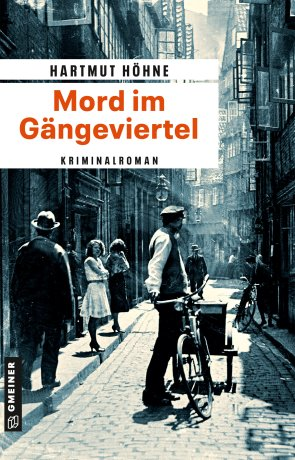 HARTMUT HÖHNE
Mord im
Gängeviertel
KRIMINALROMAN
GMEINER